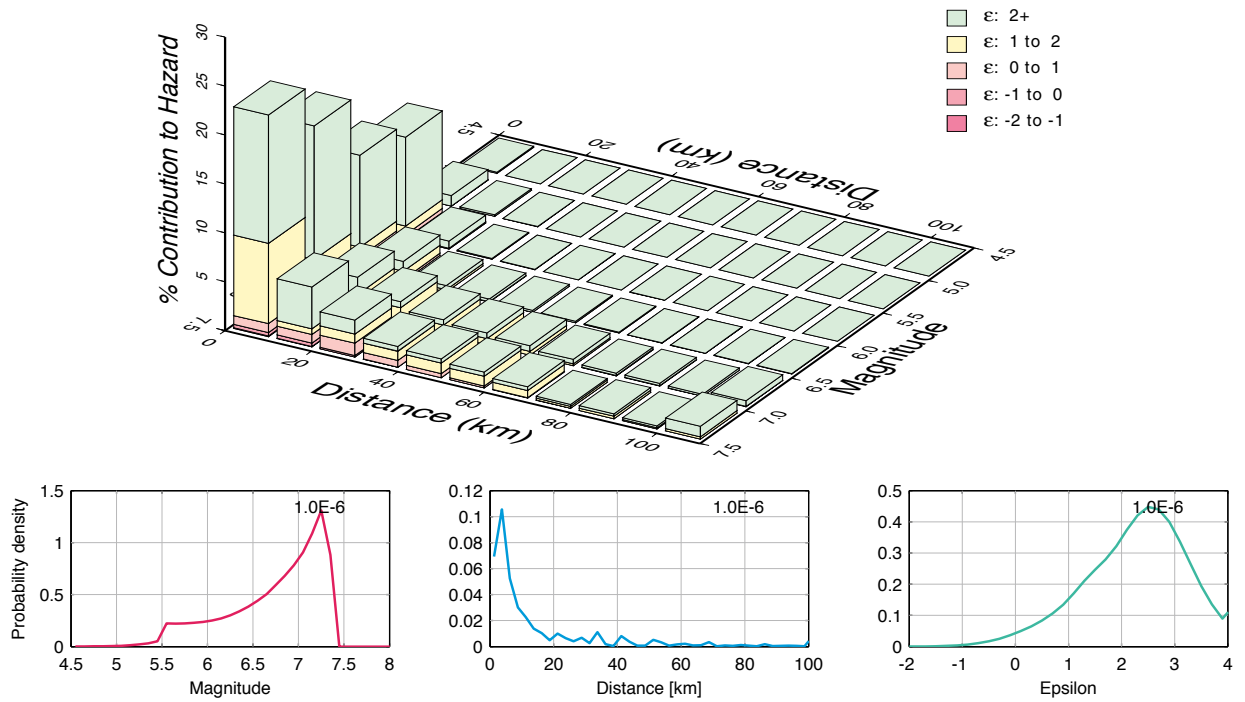 ε: 2+
ε: 1 to 2
ε: 0 to 1
ε: -1 to 0
ε: -2 to -1
% Contribution to Hazard
30
25
20
15
10
5
0
20
40
60
80
100
Distance (km)
4.5
4.5
5.0
5.5
6.0
6.5
7.0
7.5
Magnitude
7.5
0
20
40
60
80
100
Distance (km)
Probability density
1.5
1
0.5
0
1.0E-6
4.5 5 5.5 6 6.5 7 7.5 8
Magnitude
0.12
0.1
0.08
0.06
0.04
0.02
0
1.0E-6
0 20 40 60 80 100
Distance [km]
0.5
0.4
0.3
0.2
0.1
0
1.0E-6
-2 -1 0 1 2 3 4
Epsilon